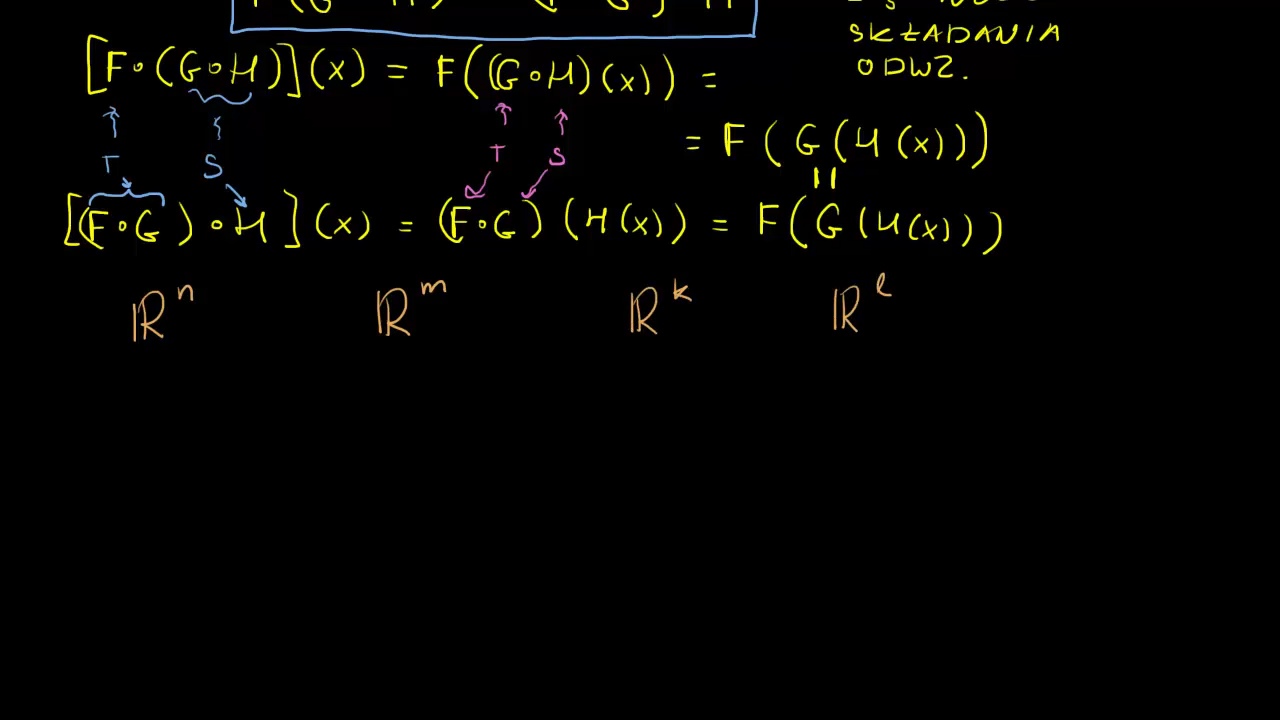 SKŁADANIA
ODWZ.
[F∘(G∘H)](x) = F((G∘H)(x)) =
= F(G(H(x)))
T S T S
[(F∘G)∘H](x) = (F∘G)(H(x)) = F(G(H(x)))
ℝⁿ ℝᵐ ℝᵏ ℝˡ